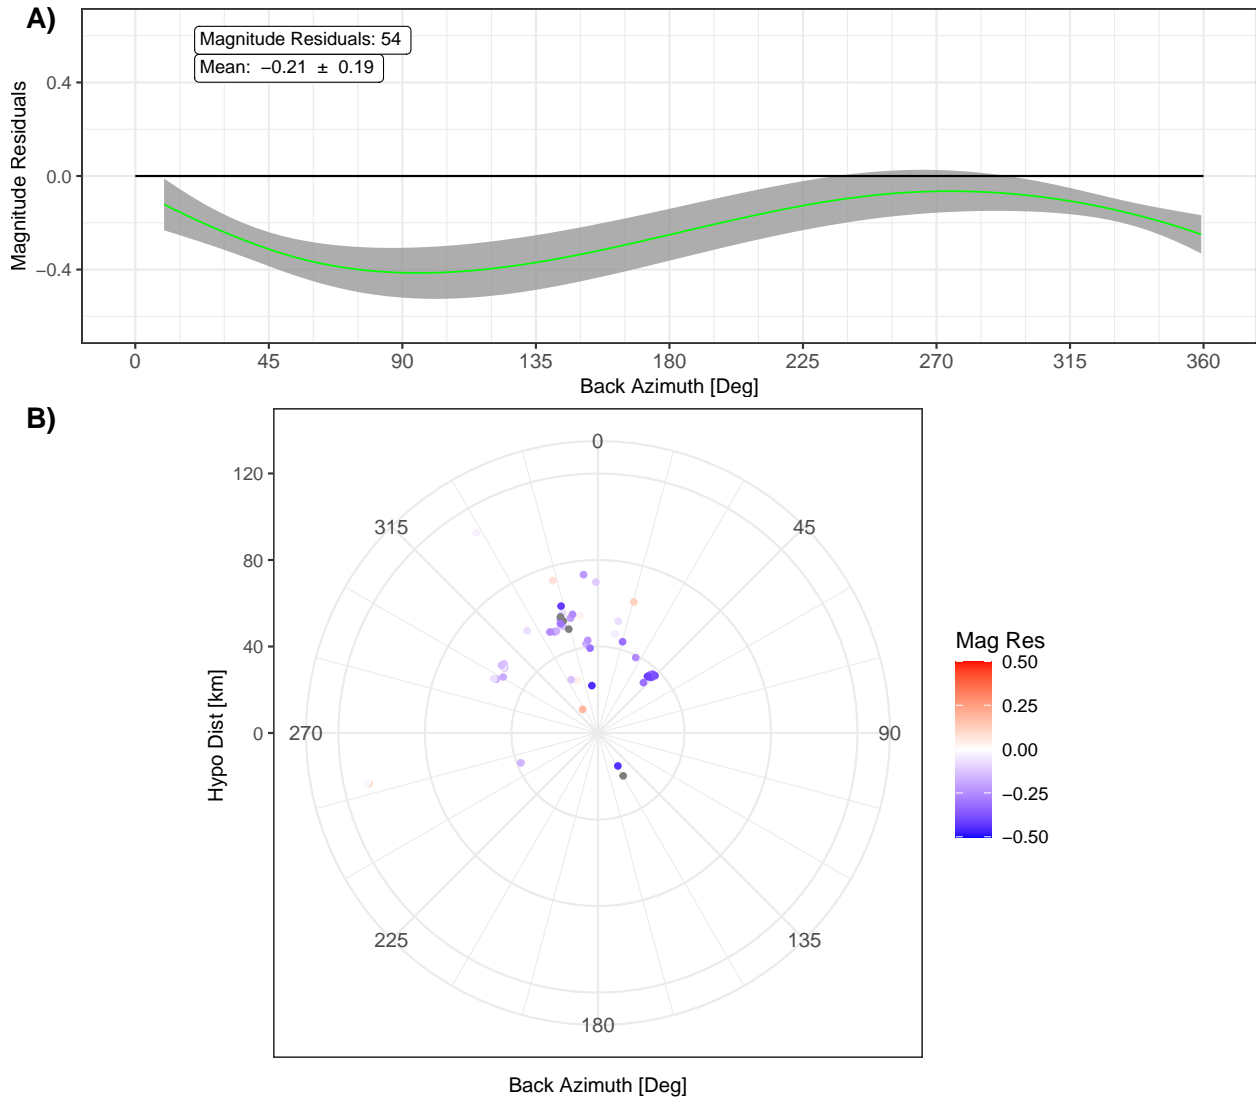 A)
Magnitude Residuals: 54
Mean: −0.21 ± 0.19
Magnitude Residuals
0.4
0.0
−0.4
0 45 90 135 180 225 270 315 360
Back Azimuth [Deg]
B)
Hypo Dist [km]
120
80
40
0
0
45
90
135
180
225
270
315
Back Azimuth [Deg]
Mag Res
0.50
0.25
0.00
−0.25
−0.50